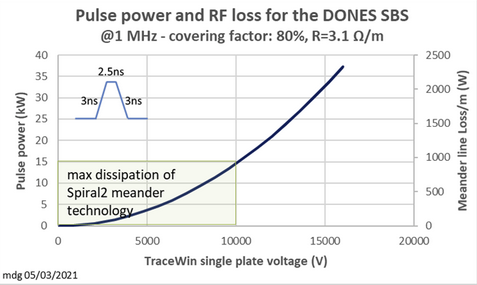 Pulse power and RF loss for the DONES SBS
@1 MHz - covering factor: 80%, R=3.1 Ω/m
40
35
30
25
20
15
10
5
0
Pulse power (kW)
2.5ns
3ns 3ns
max dissipation of
Spiral2 meander
technology
2500
2000
1500
1000
500
0
Meander line Loss/m (W)
0 5000 10000 15000 20000
TraceWin single plate voltage (V)
mdg 05/03/2021